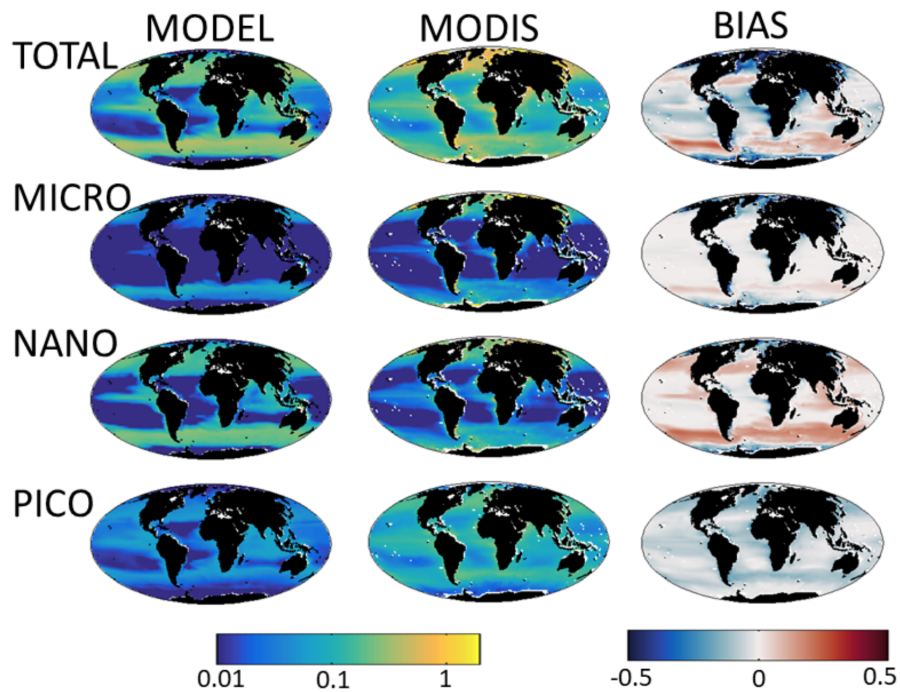 MODEL MODIS BIAS
TOTAL
MICRO
NANO
PICO
0.01 0.1 1 -0.5 0 0.5